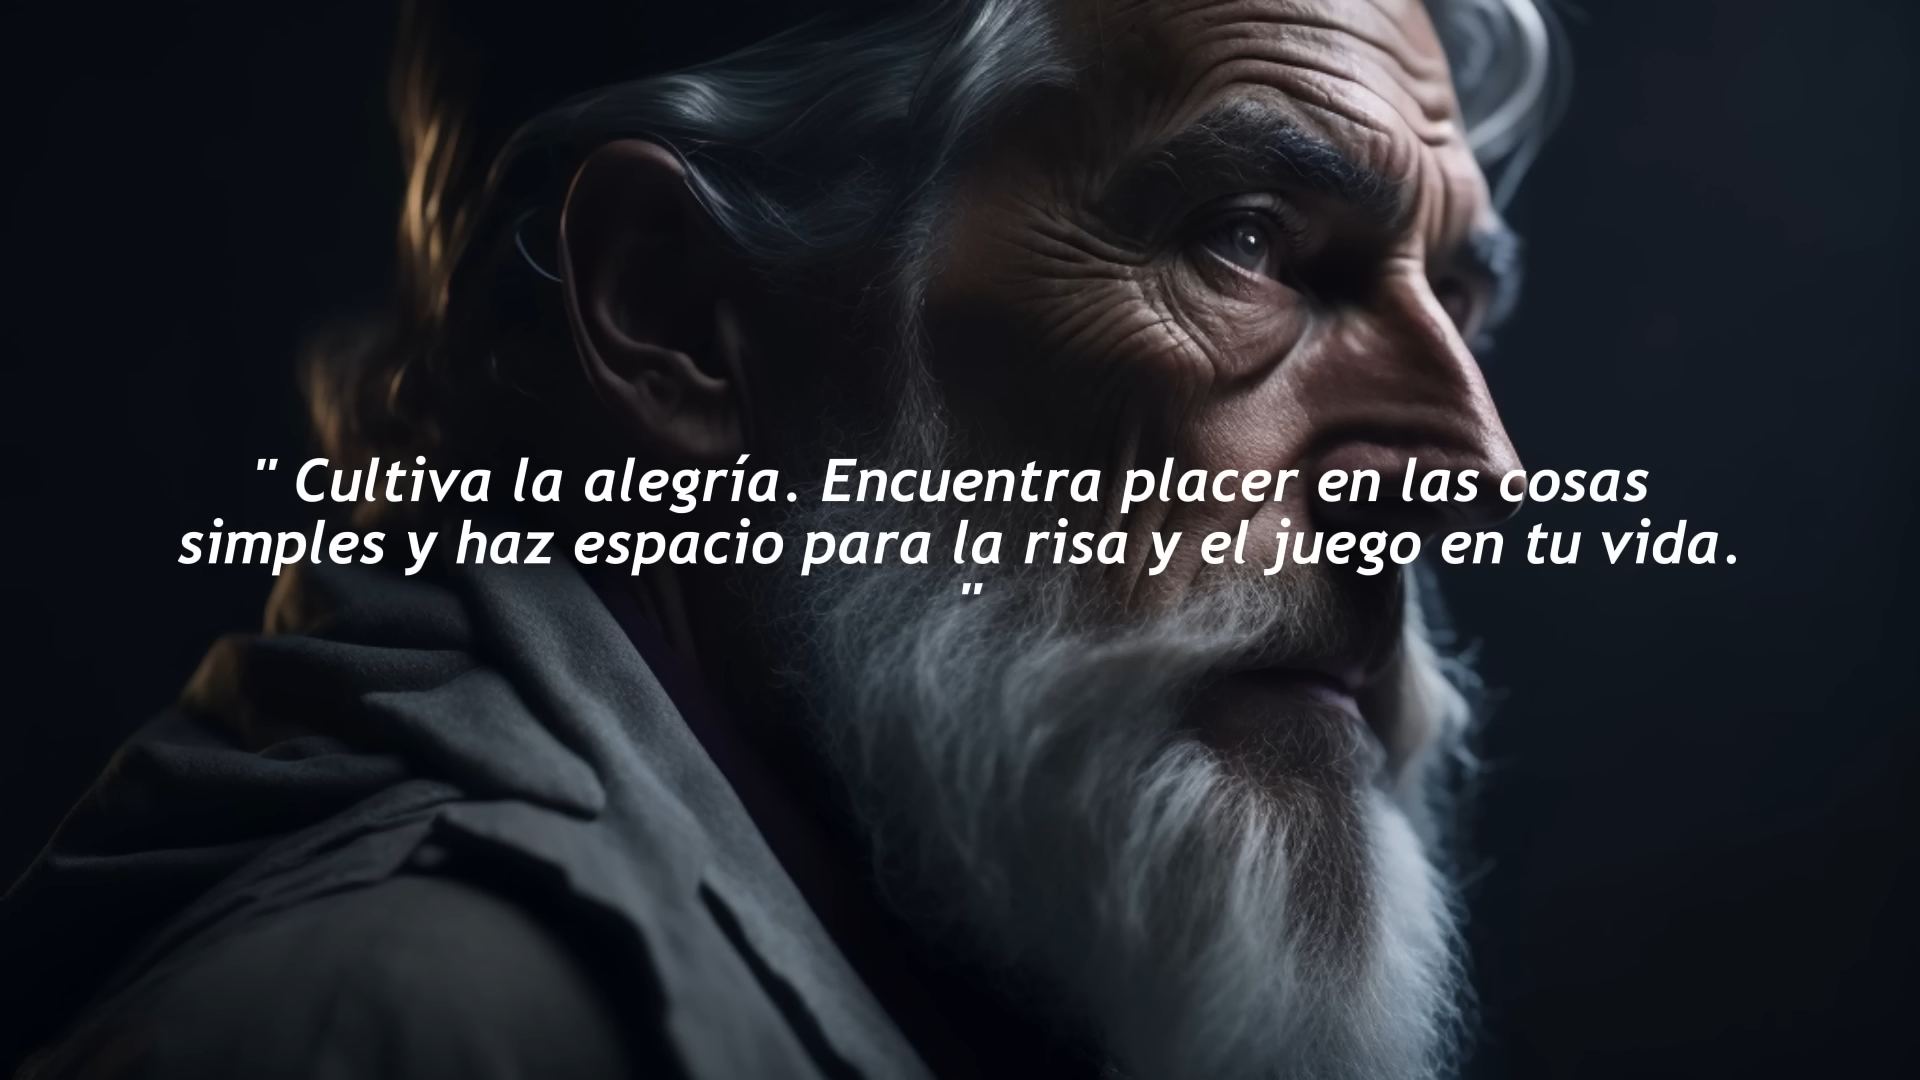 " Cultiva la alegría. Encuentra placer en las cosas
simples y haz espacio para la risa y el juego en tu vida.
"